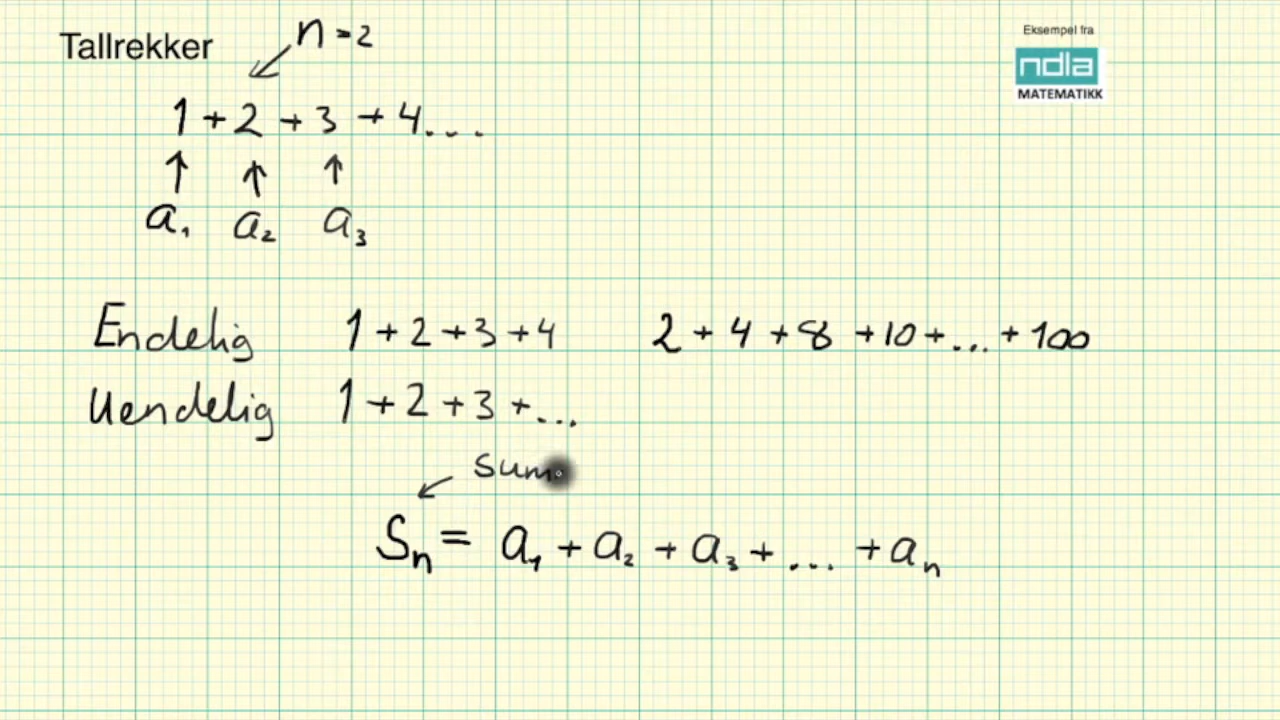 Tallrekker
n = 2
Eksempel fra
ndla
MATEMATIKK
1 + 2 + 3 + 4...
↑ ↑ ↑
a₁ a₂ a₃
Endelig 1 + 2 + 3 + 4 2 + 4 + 8 + 10 + ... + 100
Uendelig 1 + 2 + 3 + ...
sum
Sₙ = a₁ + a₂ + a₃ + ... + aₙ